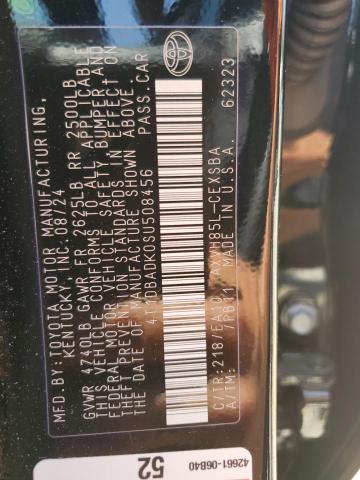 MFD.BY:TOYOTA MOTOR MANUFACTURING,
KENTUCKY, INC. 08/24
GVWR 4740LB GAWR FR 2625LB RR 2500LB
THIS VEHICLE CONFORMS TO ALL APPLICABLE
FEDERAL MOTOR VEHICLE SAFETY, BUMPER, AND
THEFT PREVENTION STANDARDS IN EFFECT ON
THE DATE OF MANUFACTURE SHOWN ABOVE.
4T1DBADK0SU508456 PASS.CAR
C/TR:218/EA10 AXVH85L-CEXSBA
A/TM: /PB11 MADE IN U.S.A. 62323
42661-06B40
52